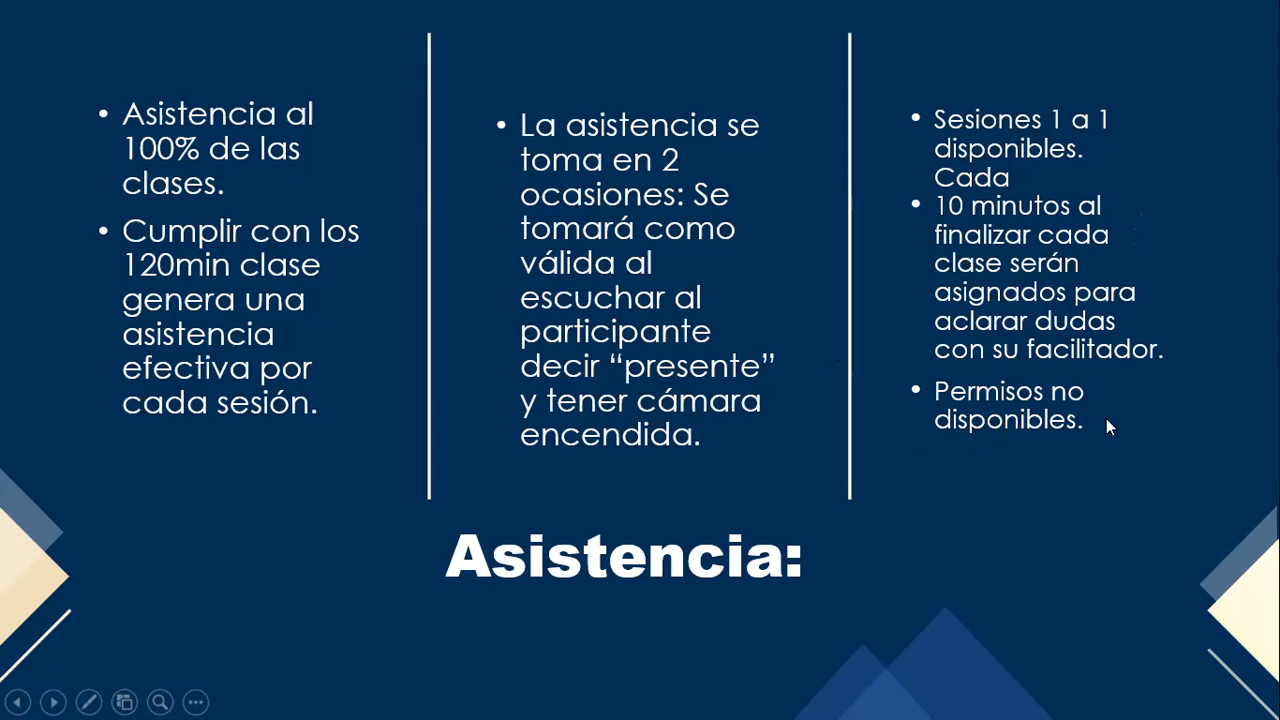 • Asistencia al
100% de las
clases.
• Cumplir con los
120min clase
genera una
asistencia
efectiva por
cada sesión.
• La asistencia se
toma en 2
ocasiones: Se
tomará como
válida al
escuchar al
participante
decir “presente”
y tener cámara
encendida.
• Sesiones 1 a 1
disponibles.
Cada
• 10 minutos al
finalizar cada
clase serán
asignados para
aclarar dudas
con su facilitador.
• Permisos no
disponibles.
Asistencia: